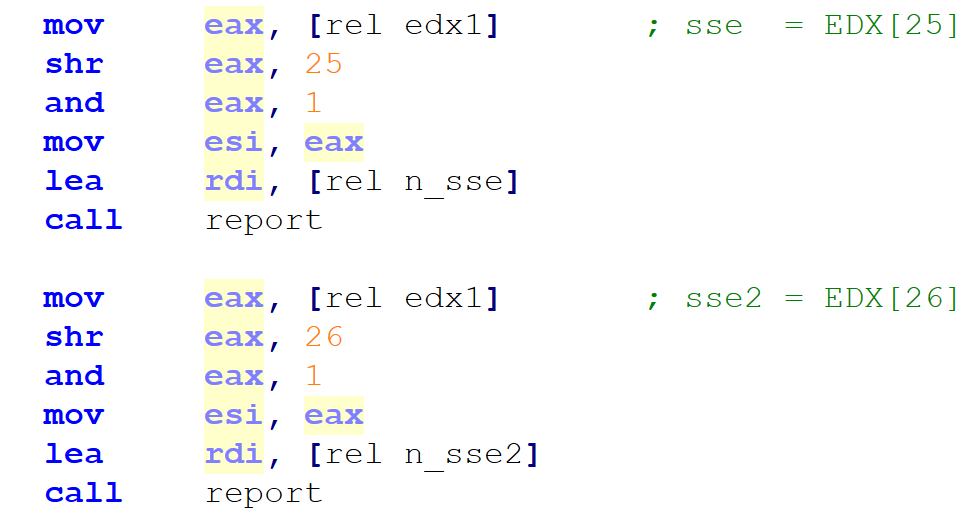 mov eax, [rel edx1] ; sse = EDX[25]
shr eax, 25
and eax, 1
mov esi, eax
lea rdi, [rel n_sse]
call report
mov eax, [rel edx1] ; sse2 = EDX[26]
shr eax, 26
and eax, 1
mov esi, eax
lea rdi, [rel n_sse2]
call report